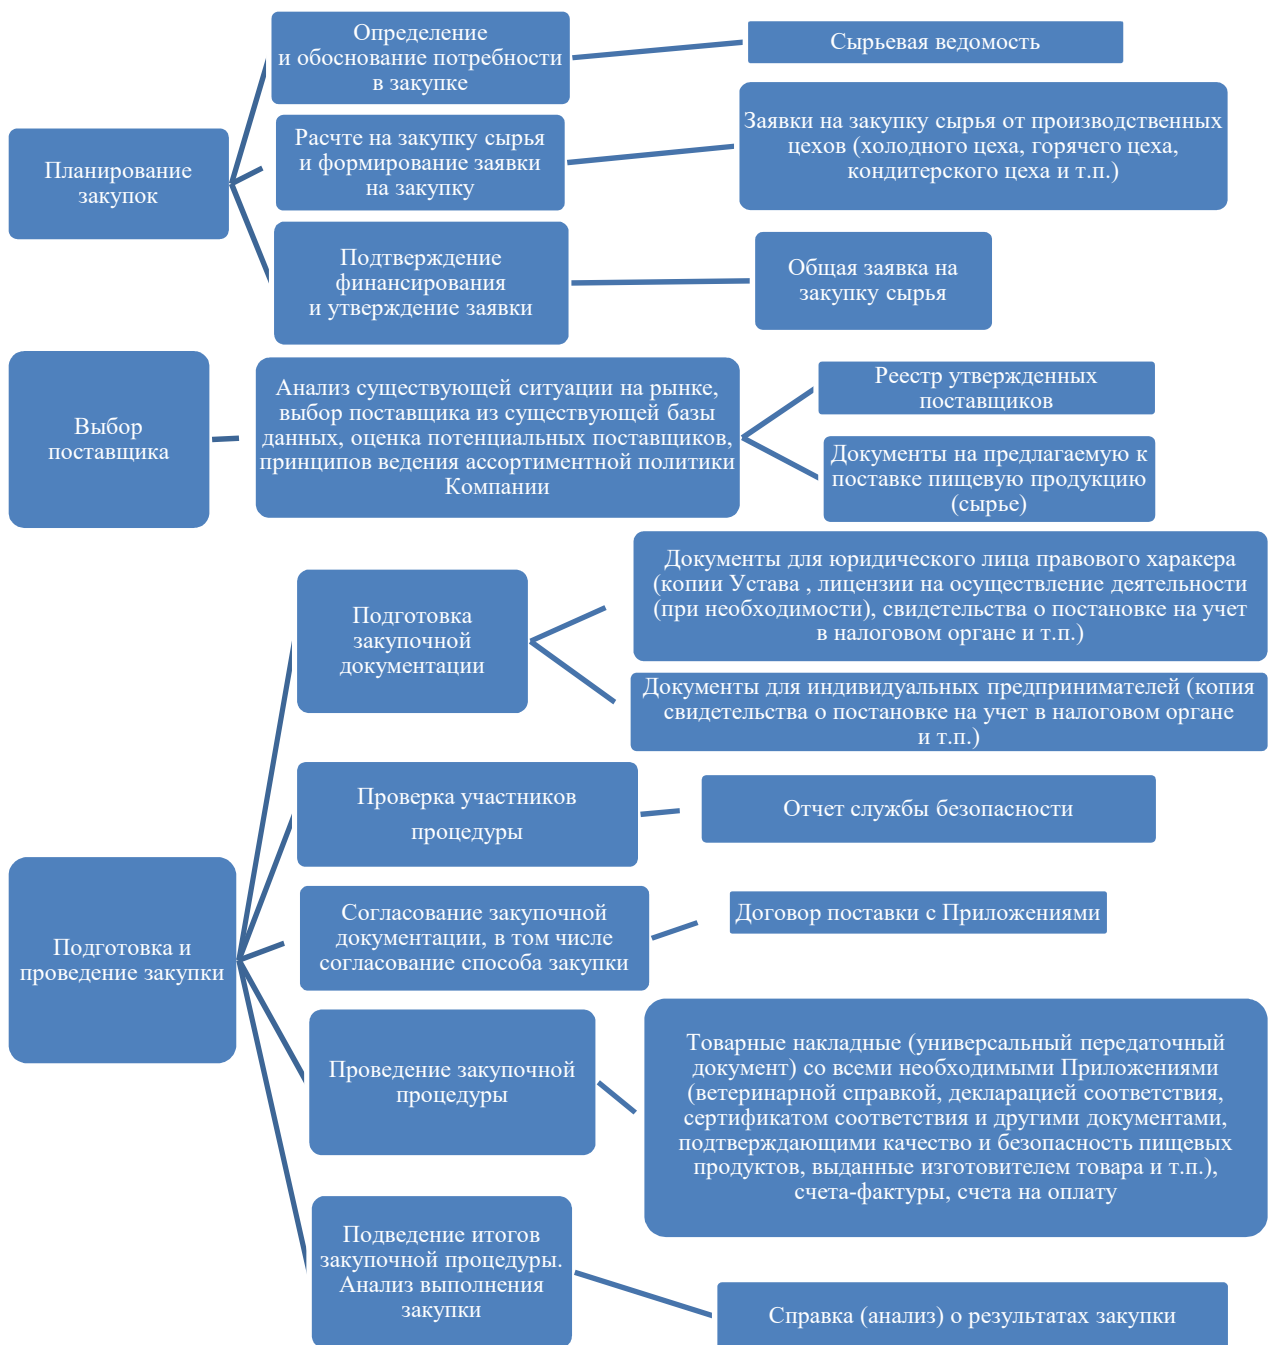 Планирование
закупок
Определение
и обоснование потребности
в закупке
Сырьевая ведомость
Расчте на закупку сырья
и формирование заявки
на закупку
Заявки на закупку сырья от производственных
цехов (холодного цеха, горячего цеха,
кондитерского цеха и т.п.)
Подтверждение
финансирования
и утверждение заявки
Общая заявка на
закупку сырья
Выбор
поставщика
Анализ существующей ситуации на рынке,
выбор поставщика из существующей базы
данных, оценка потенциальных поставщиков,
принципов ведения ассортиментной политики
Компании
Реестр утвержденных
поставщиков
Документы на предлагаемую к
поставке пищевую продукцию
(сырье)
Подготовка и
проведение закупки
Подготовка
закупочной
документации
Документы для юридического лица правового харакера
(копии Устава , лицензии на осуществление деятельности
(при необходимости), свидетельства о постановке на учет
в налоговом органе и т.п.)
Документы для индивидуальных предпринимателей (копия
свидетельства о постановке на учет в налоговом органе
и т.п.)
Проверка участников
процедуры
Отчет службы безопасности
Согласование закупочной
документации, в том числе
согласование способа закупки
Договор поставки с Приложениями
Проведение закупочной
процедуры
Товарные накладные (универсальный передаточный
документ) со всеми необходимыми Приложениями
(ветеринарной справкой, декларацией соответствия,
сертификатом соответствия и другими документами,
подтверждающими качество и безопасность пищевых
продуктов, выданные изготовителем товара и т.п.),
счета-фактуры, счета на оплату
Подведение итогов
закупочной процедуры.
Анализ выполнения
закупки
Справка (анализ) о результатах закупки